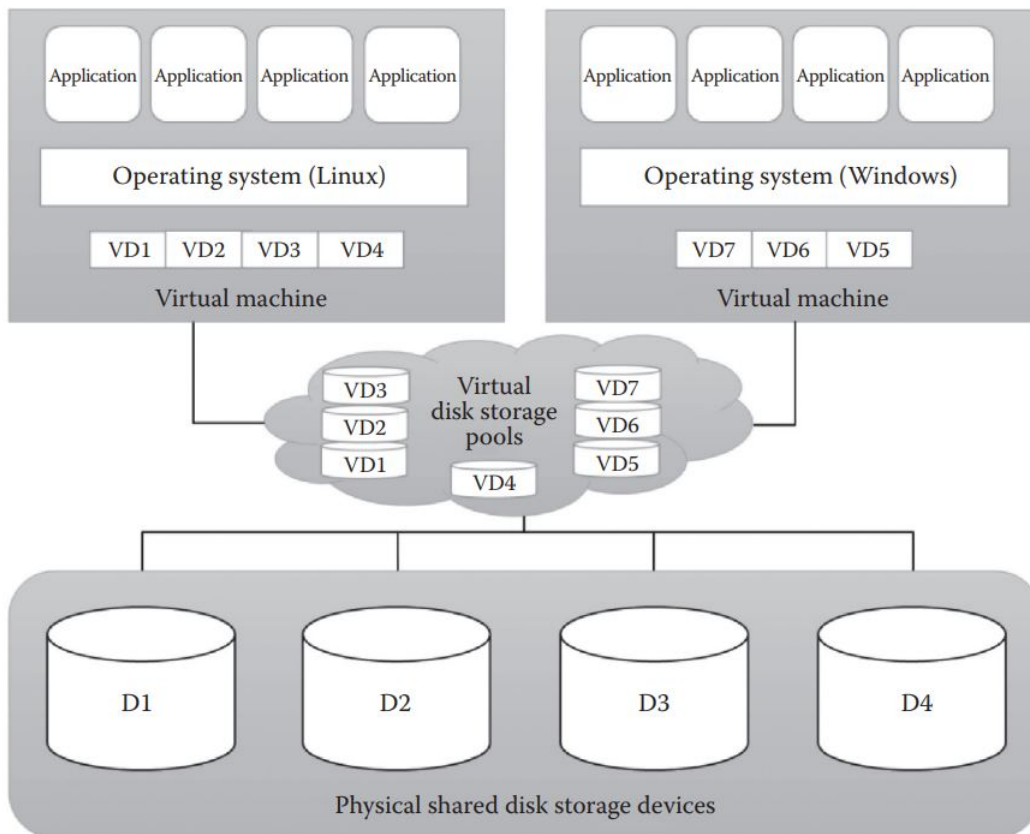 Application Application Application Application
Operating system (Linux)
VD1 VD2 VD3 VD4
Virtual machine
Application Application Application Application
Operating system (Windows)
VD7 VD6 VD5
Virtual machine
VD3
VD2
VD1
Virtual
disk storage
pools
VD4
VD7
VD6
VD5
D1 D2 D3 D4
Physical shared disk storage devices